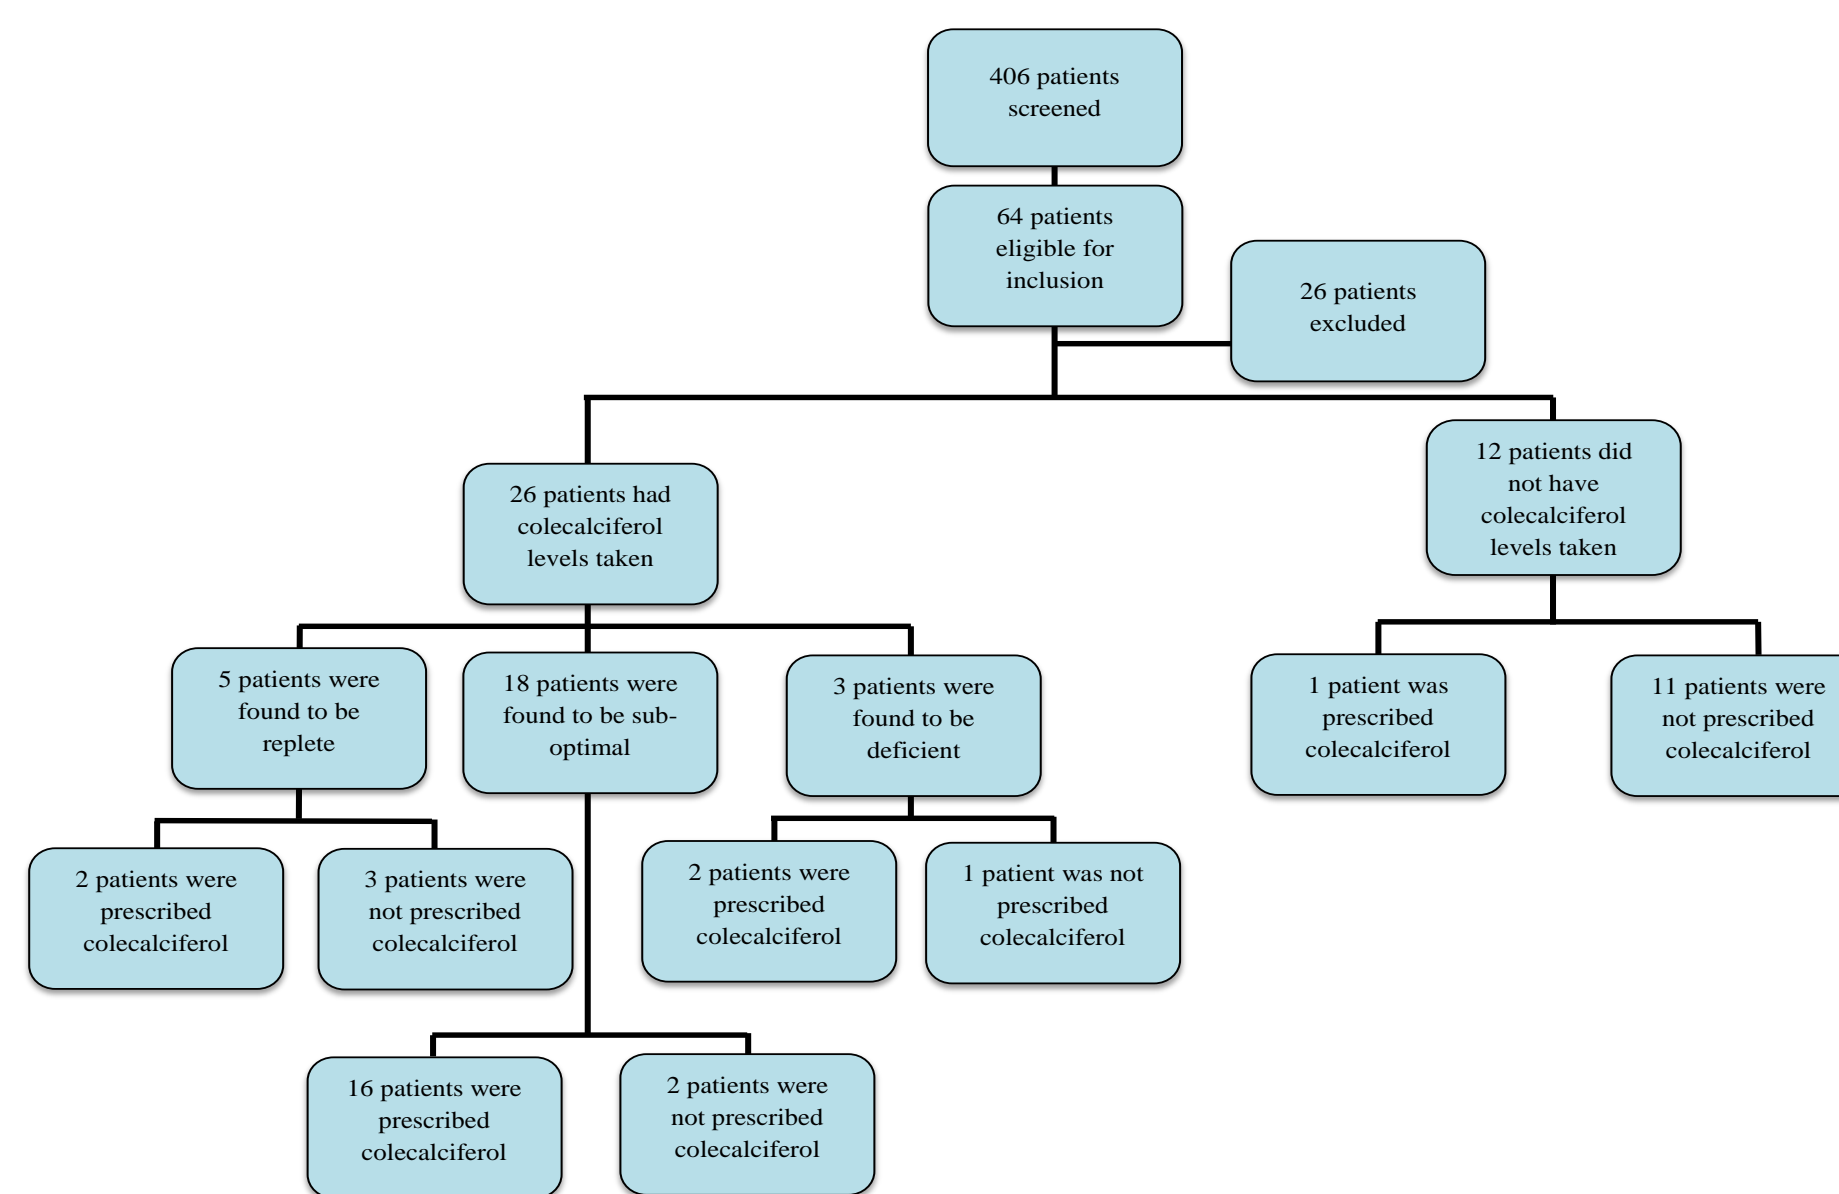 406 patients
screened
64 patients
eligible for
inclusion
26 patients
excluded
26 patients had
colecalciferol
levels taken
12 patients did
not have
colecalciferol
levels taken
5 patients were
found to be
replete
18 patients were
found to be sub-
optimal
3 patients were
found to be
deficient
1 patient was
prescribed
colecalciferol
11 patients were
not prescribed
colecalciferol
2 patients were
prescribed
colecalciferol
3 patients were
not prescribed
colecalciferol
2 patients were
prescribed
colecalciferol
1 patient was not
prescribed
colecalciferol
16 patients were
prescribed
colecalciferol
2 patients were
not prescribed
colecalciferol